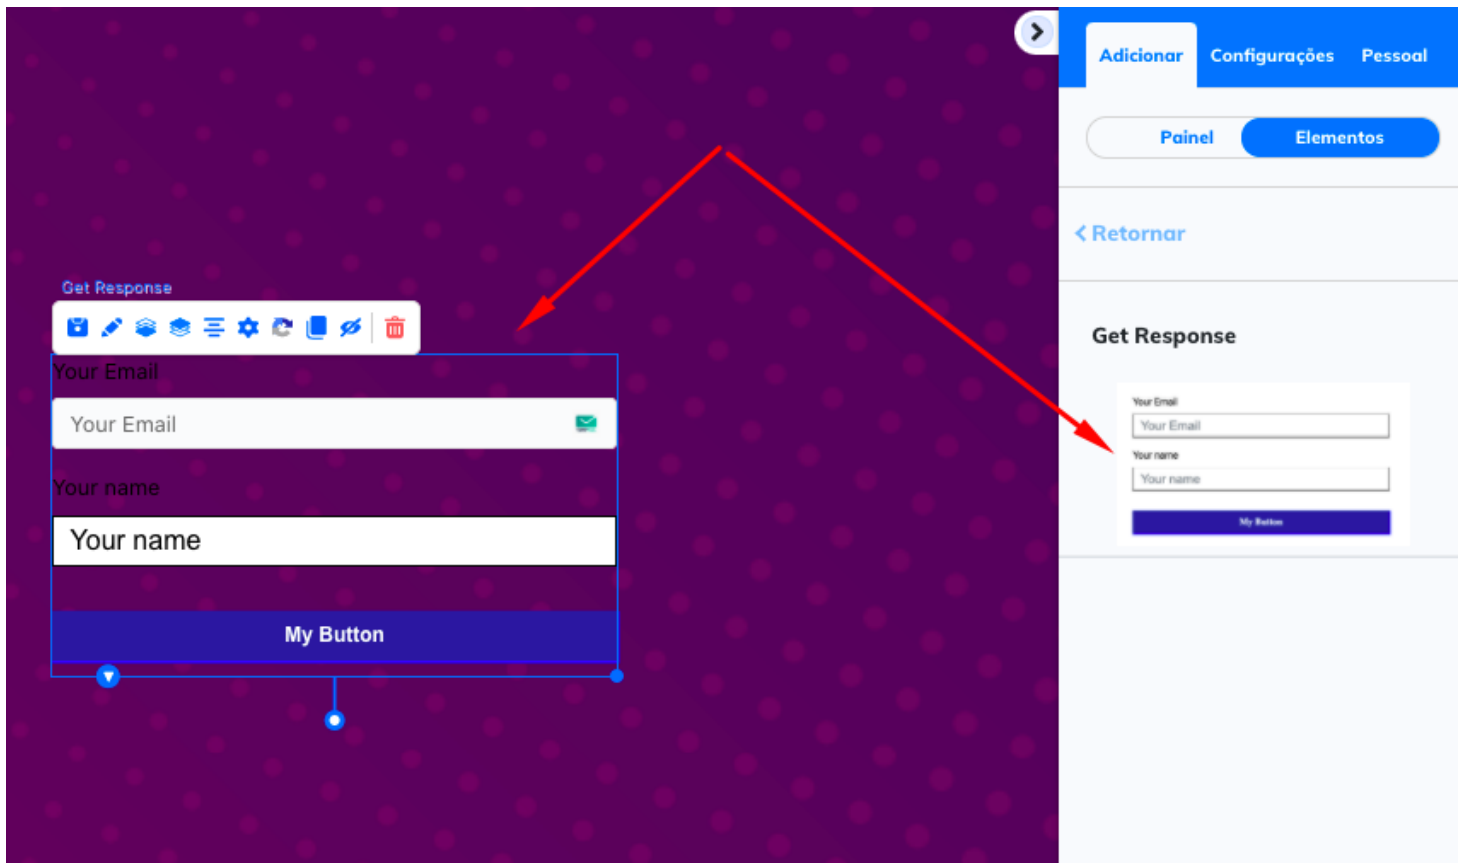 Adicionar Configurações Pessoal
Painel Elementos
Retornar
Get Response
Your Email
Your Email
Your name
Your name
My Button
Get Response
Your Email
Your Email
Your name
Your name
My Button